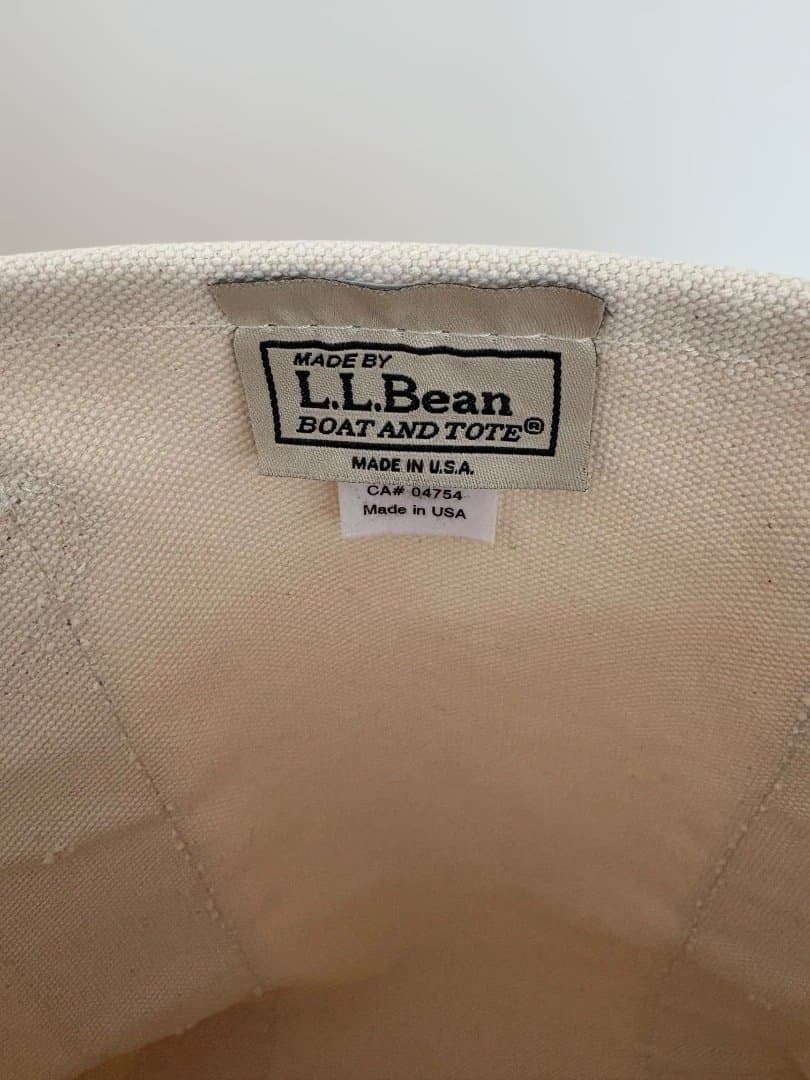 MADE BY
L.L.Bean
BOAT AND TOTE®
MADE IN U.S.A.
CA# 04754
Made in USA